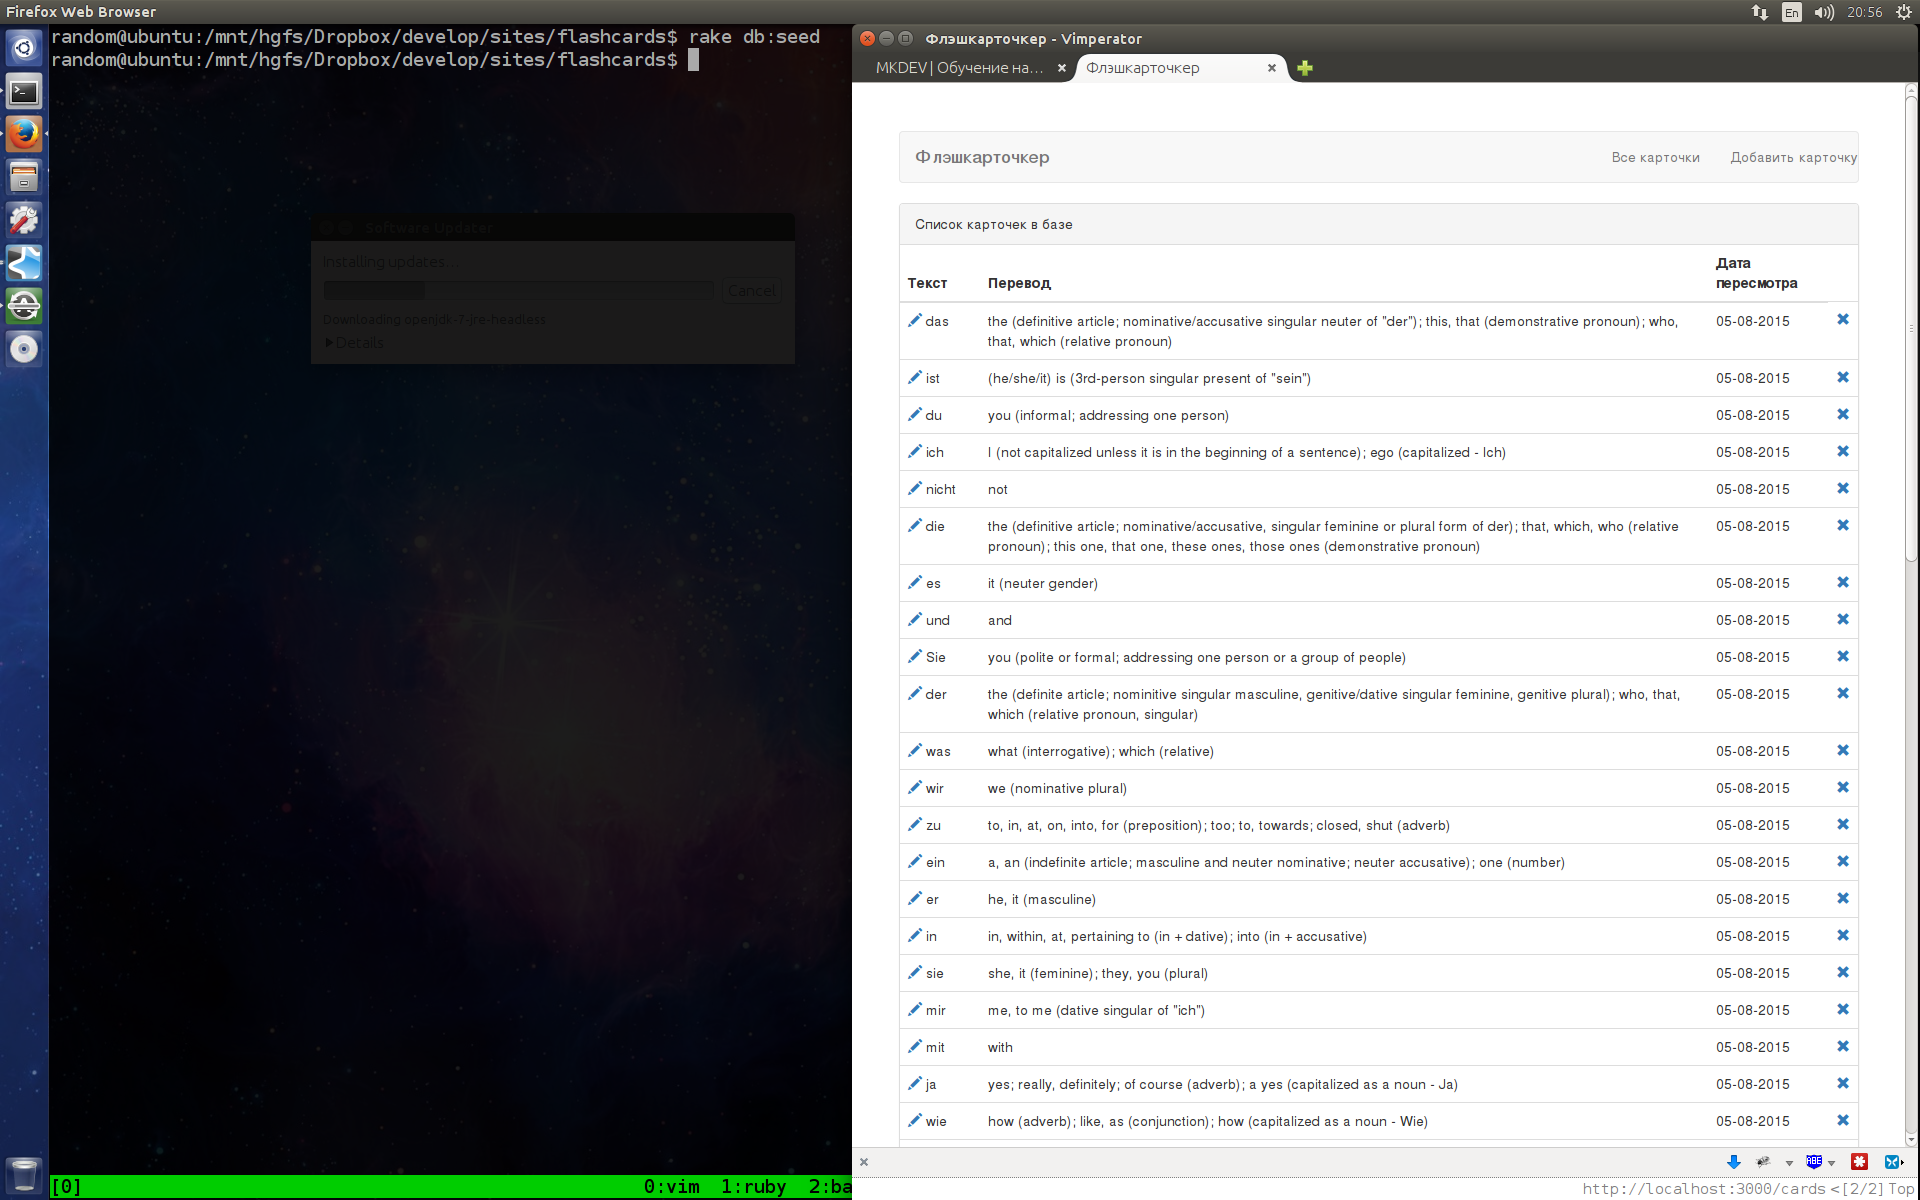 Firefox Web Browser
En
20:56
random@ubuntu:/mnt/hgfs/Dropbox/develop/sites/flashcards$ rake db:seed
random@ubuntu:/mnt/hgfs/Dropbox/develop/sites/flashcards$
Software Updater
Installing updates...
Cancel
Downloading openjdk-7-jre-headless
Details
[0] 0:vim 1:ruby 2:ba
Флэшкарточкер - Vimperator
MKDEV | Обучение на...
Флэшкарточкер
Флэшкарточкер
Все карточки
Добавить карточку
Список карточек в базе
Текст Перевод Дата пересмотра
das the (definitive article; nominative/accusative singular neuter of "der"); this, that (demonstrative pronoun); who, 05-08-2015
that, which (relative pronoun)
ist (he/she/it) is (3rd-person singular present of "sein") 05-08-2015
du you (informal; addressing one person) 05-08-2015
ich I (not capitalized unless it is in the beginning of a sentence); ego (capitalized - Ich) 05-08-2015
nicht not 05-08-2015
die the (definitive article; nominative/accusative, singular feminine or plural form of der); that, which, who (relative 05-08-2015
pronoun); this one, that one, these ones, those ones (demonstrative pronoun)
es it (neuter gender) 05-08-2015
und and 05-08-2015
Sie you (polite or formal; addressing one person or a group of people) 05-08-2015
der the (definite article; nominitive singular masculine, genitive/dative singular feminine, genitive plural); who, that, 05-08-2015
which (relative pronoun, singular)
was what (interrogative); which (relative) 05-08-2015
wir we (nominative plural) 05-08-2015
zu to, in, at, on, into, for (preposition); too; to, towards; closed, shut (adverb) 05-08-2015
ein a, an (indefinite article; masculine and neuter nominative; neuter accusative); one (number) 05-08-2015
er he, it (masculine) 05-08-2015
in in, within, at, pertaining to (in + dative); into (in + accusative) 05-08-2015
sie she, it (feminine); they, you (plural) 05-08-2015
mir me, to me (dative singular of "ich") 05-08-2015
mit with 05-08-2015
ja yes; really, definitely; of course (adverb); a yes (capitalized as a noun - Ja) 05-08-2015
wie how (adverb); like, as (conjunction); how (capitalized as a noun - Wie) 05-08-2015
ABE
http://localhost:3000/cards <[2/2] Top